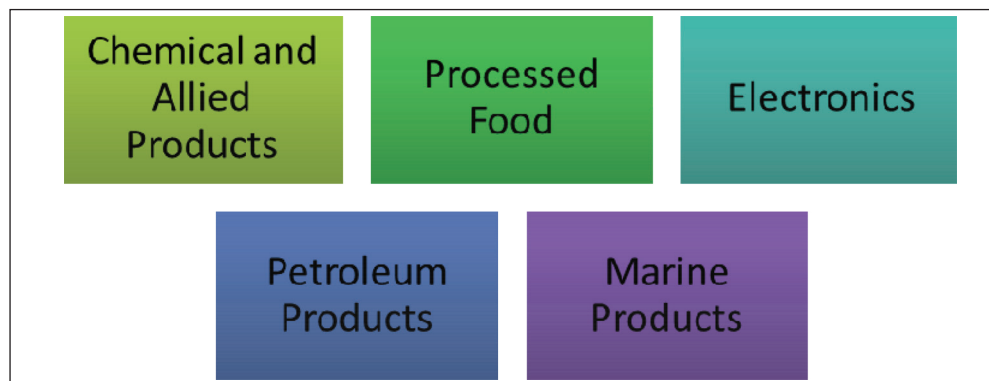 Chemical and
Allied
Products
Processed
Food
Electronics
Petroleum
Products
Marine
Products